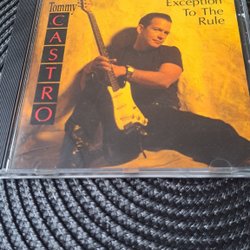 Tommy
CASTRO
Exception
To The
Rule